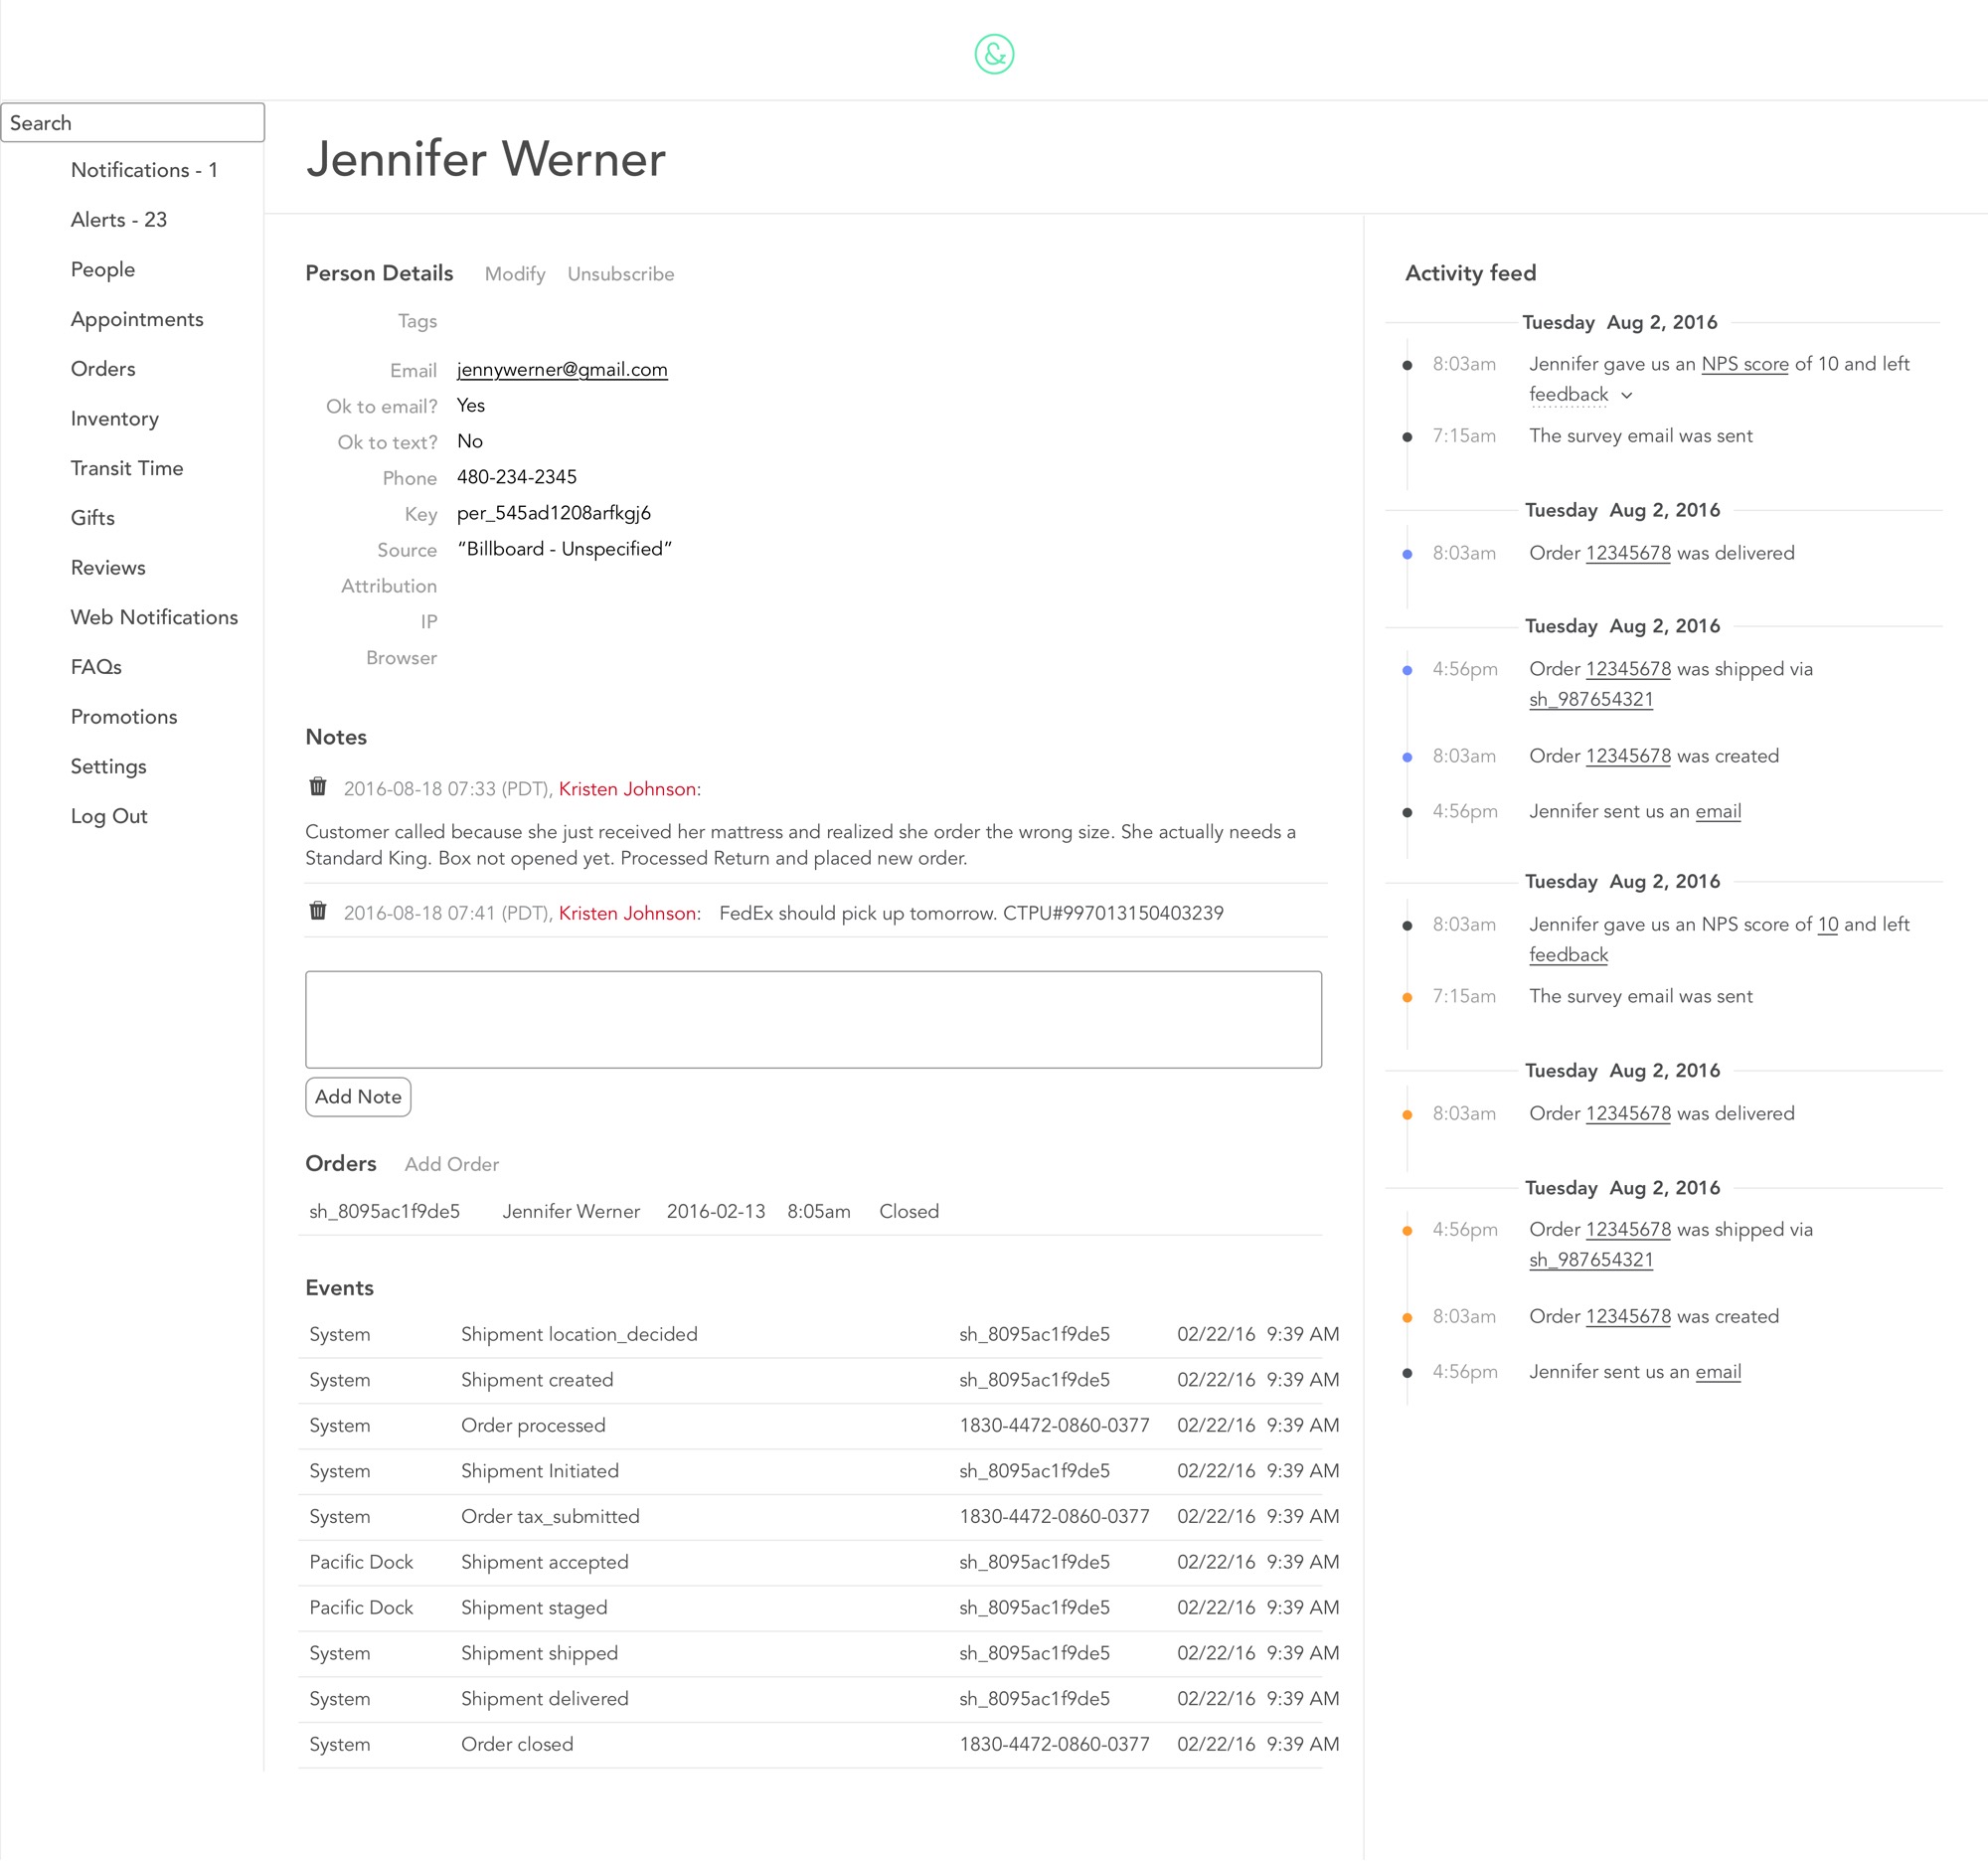 &
Search
Notifications - 1
Alerts - 23
People
Appointments
Orders
Inventory
Transit Time
Gifts
Reviews
Web Notifications
FAQs
Promotions
Settings
Log Out
Jennifer Werner
Person Details Modify Unsubscribe
Tags
Email jennywerner@gmail.com
Ok to email? Yes
Ok to text? No
Phone 480-234-2345
Key per_545ad1208arfkgj6
Source “Billboard - Unspecified”
Attribution
IP
Browser
Notes
2016-08-18 07:33 (PDT), Kristen Johnson:
Customer called because she just received her mattress and realized she order the wrong size. She actually needs a
Standard King. Box not opened yet. Processed Return and placed new order.
2016-08-18 07:41 (PDT), Kristen Johnson: FedEx should pick up tomorrow. CTPU#997013150403239
Add Note
Orders Add Order
sh_8095ac1f9de5 Jennifer Werner 2016-02-13 8:05am Closed
Events
System Shipment location_decided sh_8095ac1f9de5 02/22/16 9:39 AM
System Shipment created sh_8095ac1f9de5 02/22/16 9:39 AM
System Order processed 1830-4472-0860-0377 02/22/16 9:39 AM
System Shipment Initiated sh_8095ac1f9de5 02/22/16 9:39 AM
System Order tax_submitted 1830-4472-0860-0377 02/22/16 9:39 AM
Pacific Dock Shipment accepted sh_8095ac1f9de5 02/22/16 9:39 AM
Pacific Dock Shipment staged sh_8095ac1f9de5 02/22/16 9:39 AM
System Shipment shipped sh_8095ac1f9de5 02/22/16 9:39 AM
System Shipment delivered sh_8095ac1f9de5 02/22/16 9:39 AM
System Order closed 1830-4472-0860-0377 02/22/16 9:39 AM
Activity feed
Tuesday Aug 2, 2016
8:03am Jennifer gave us an NPS score of 10 and left
feedback
7:15am The survey email was sent
Tuesday Aug 2, 2016
8:03am Order 12345678 was delivered
Tuesday Aug 2, 2016
4:56pm Order 12345678 was shipped via
sh_987654321
8:03am Order 12345678 was created
4:56pm Jennifer sent us an email
Tuesday Aug 2, 2016
8:03am Jennifer gave us an NPS score of 10 and left
feedback
7:15am The survey email was sent
Tuesday Aug 2, 2016
8:03am Order 12345678 was delivered
Tuesday Aug 2, 2016
4:56pm Order 12345678 was shipped via
sh_987654321
8:03am Order 12345678 was created
4:56pm Jennifer sent us an email